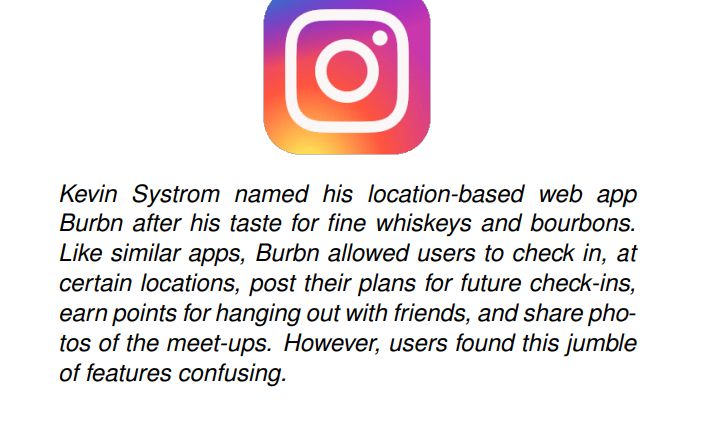 Kevin Systrom named his location-based web app
Burbn after his taste for fine whiskeys and bourbons.
Like similar apps, Burbn allowed users to check in, at
certain locations, post their plans for future check-ins,
earn points for hanging out with friends, and share pho-
tos of the meet-ups. However, users found this jumble
of features confusing.